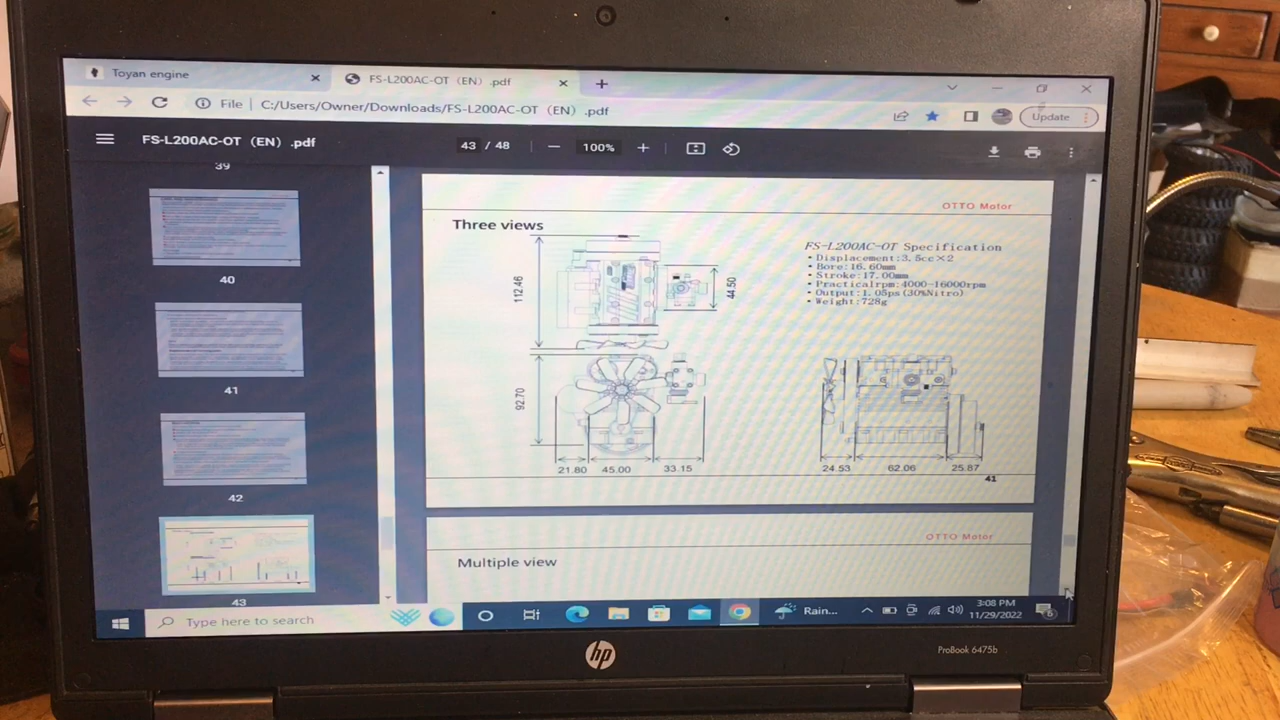 Toyan engine
FS-L200AC-OT (EN) .pdf
File
C:/Users/Owner/Downloads/FS-L200AC-OT (EN) .pdf
Update
FS-L200AC-OT (EN) .pdf
43 / 48
100%
39
40
41
42
43
OTTO Motor
Three views
FS-L200AC-OT Specification
• Displacement:3.5cc×2
• Bore:16.60mm
• Stroke:17.00mm
• Practicalrpm:4000-16000rpm
• Output:1.05ps(30%Nitro)
• Weight:728g
112.46
44.50
92.70
21.80 45.00 33.15
24.53 62.06 25.87
41
OTTO Motor
Multiple view
Type here to search
Rain...
3:08 PM
11/29/2022
6
hp
ProBook 6475b